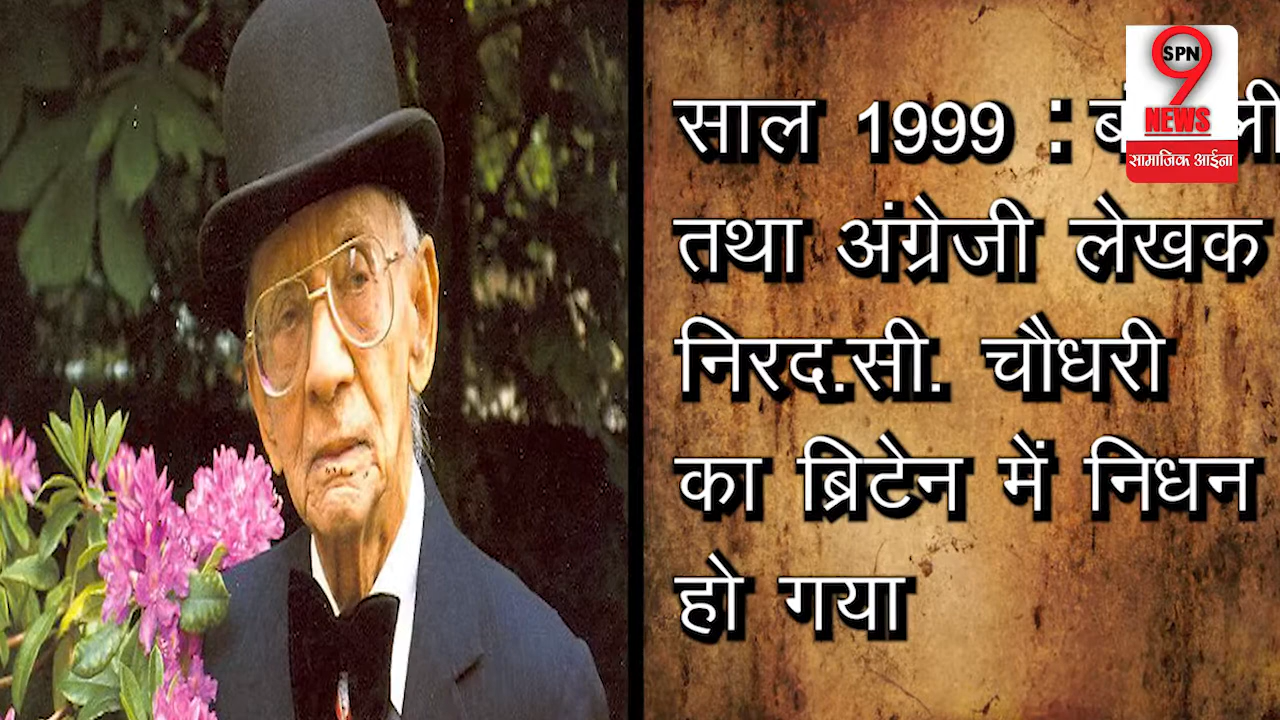 साल 1999 :
तथा अंग्रेजी लेखक
निरद.सी. चौधरी
का ब्रिटेन में निधन
हो गया
SPN
9
NEWS
सामाजिक आईना